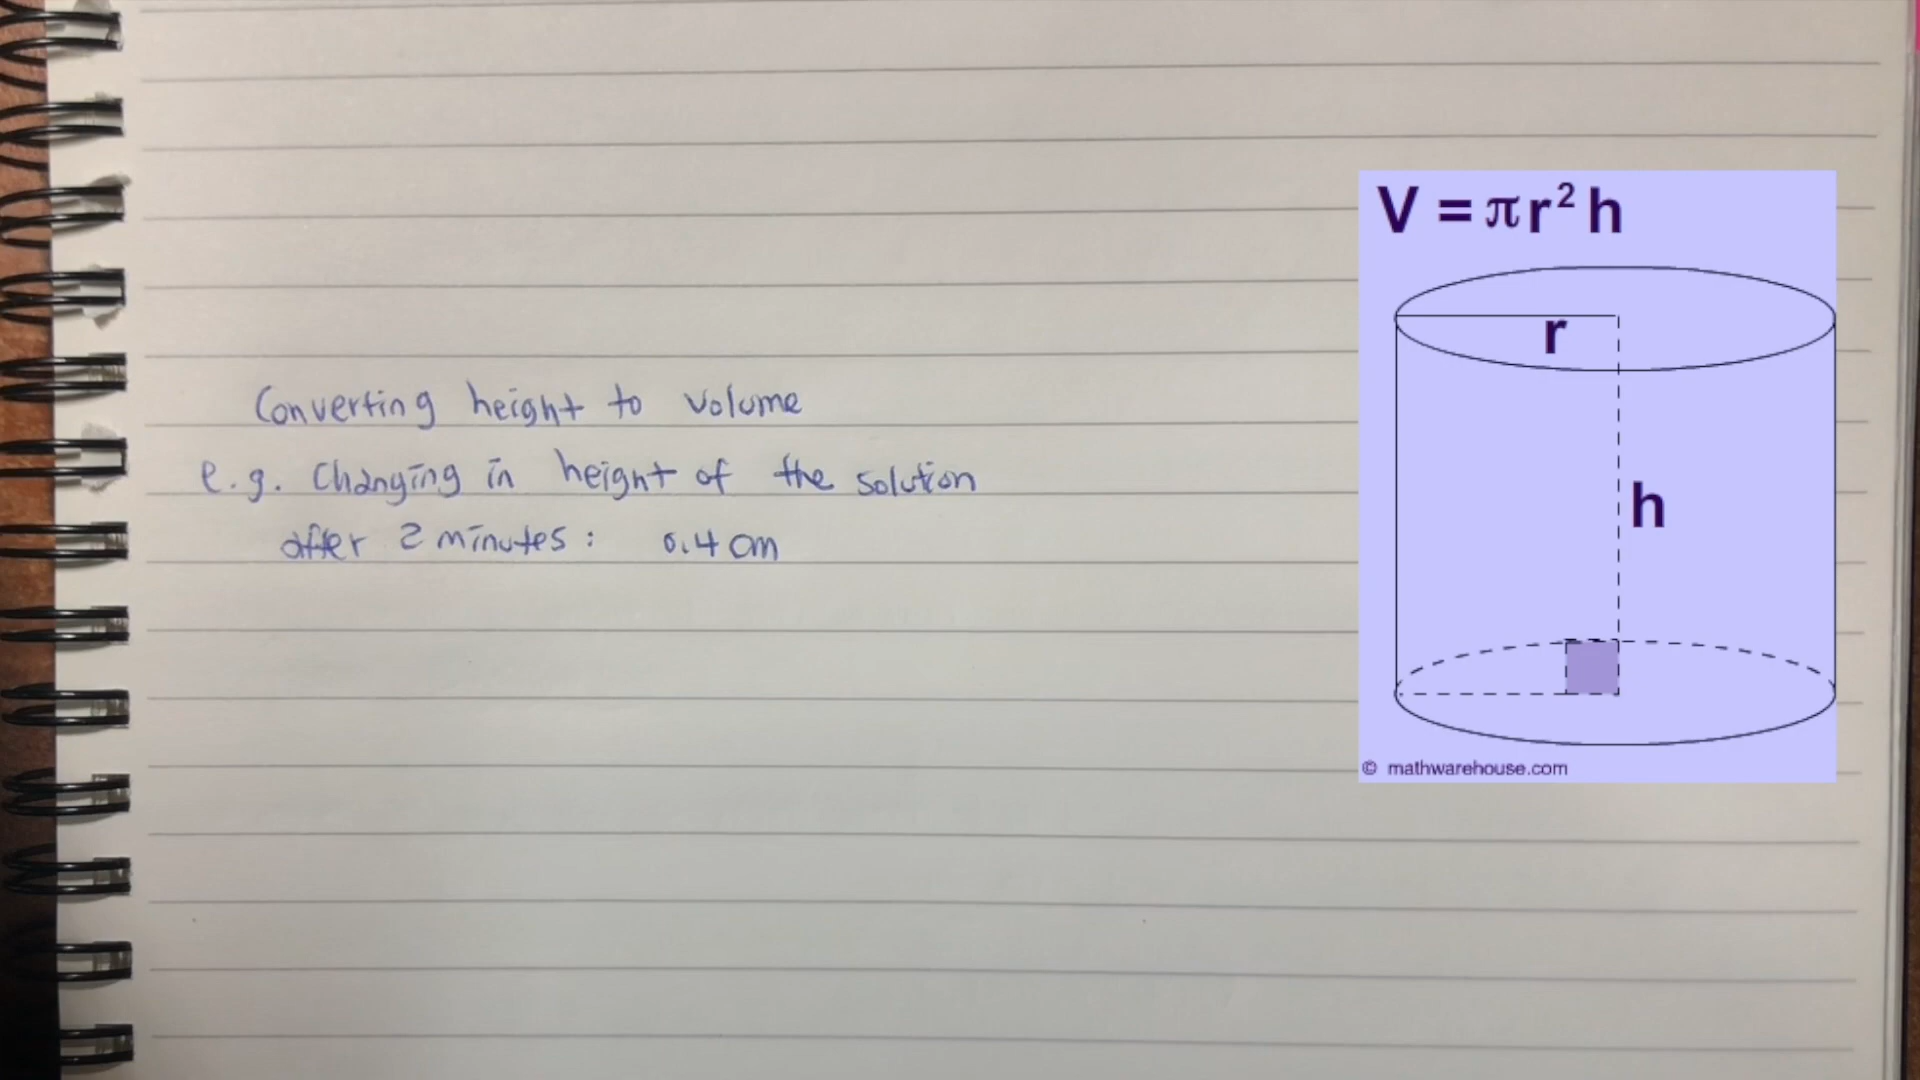 Converting height to volume
e.g. Changing in height of the solution
after 2 minutes: 0.4 cm
V = πr² h
r
h
© mathwarehouse.com